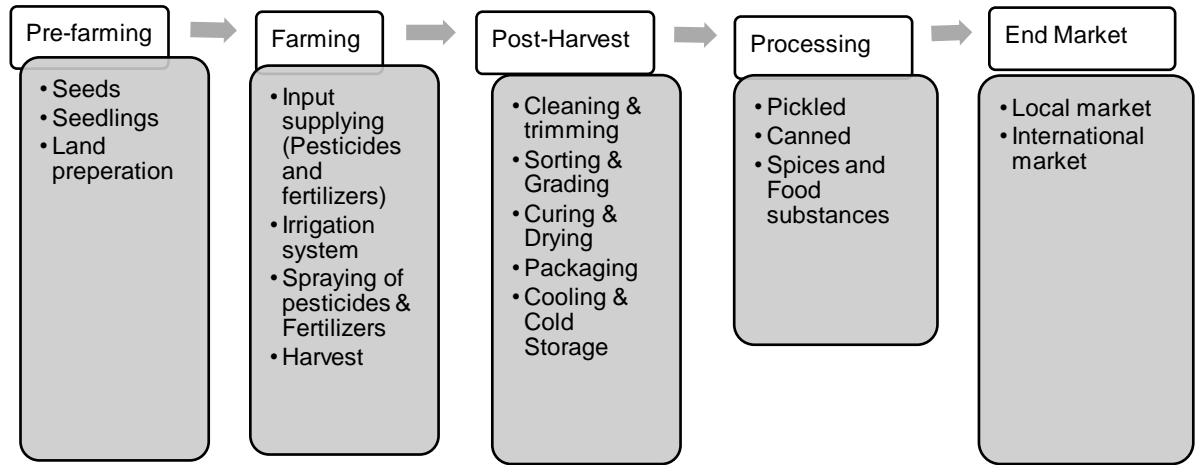 Pre-farming
• Seeds
• Seedlings
• Land
preperation
Farming
• Input
supplying
(Pesticides
and
fertilizers)
• Irrigation
system
• Spraying of
pesticides &
Fertilizers
• Harvest
Post-Harvest
• Cleaning &
trimming
• Sorting &
Grading
• Curing &
Drying
• Packaging
• Cooling &
Cold
Storage
Processing
• Pickled
• Canned
• Spices and
Food
substances
End Market
• Local market
• International
market